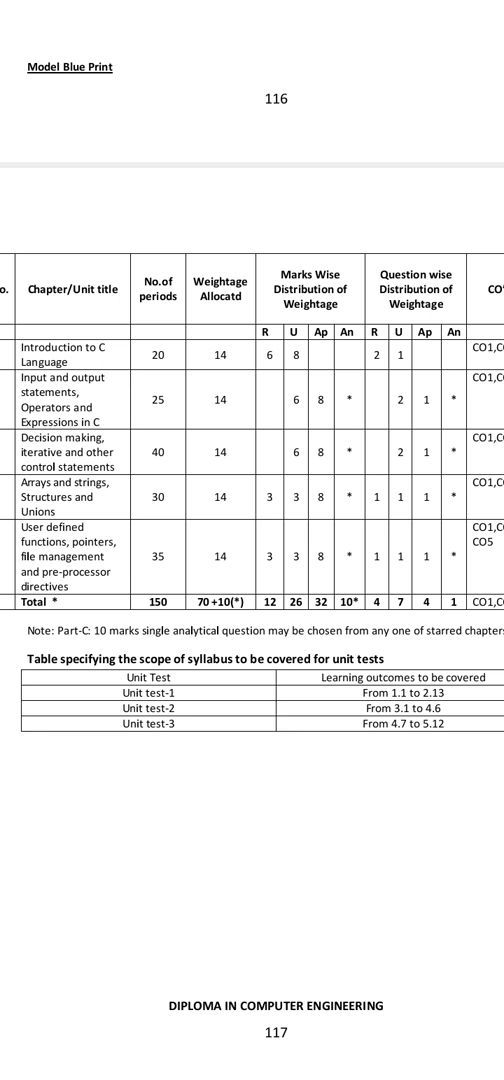 Model Blue Print
116
o. Chapter/Unit title No.of periods Weightage Allocatd Marks Wise Distribution of Weightage Question wise Distribution of Weightage CO'
R U Ap An R U Ap An
Introduction to C Language 20 14 6 8 2 1 CO1,C
Input and output statements, Operators and Expressions in C 25 14 6 8 * 2 1 * CO1,C
Decision making, iterative and other control statements 40 14 6 8 * 2 1 * CO1,C
Arrays and strings, Structures and Unions 30 14 3 3 8 * 1 1 1 * CO1,C
User defined functions, pointers, file management and pre-processor directives 35 14 3 3 8 * 1 1 1 * CO1,C CO5
Total * 150 70+10(*) 12 26 32 10* 4 7 4 1 CO1,C
Note: Part-C: 10 marks single analytical question may be chosen from any one of starred chapters
Table specifying the scope of syllabus to be covered for unit tests
Unit Test Learning outcomes to be covered
Unit test-1 From 1.1 to 2.13
Unit test-2 From 3.1 to 4.6
Unit test-3 From 4.7 to 5.12
DIPLOMA IN COMPUTER ENGINEERING
117